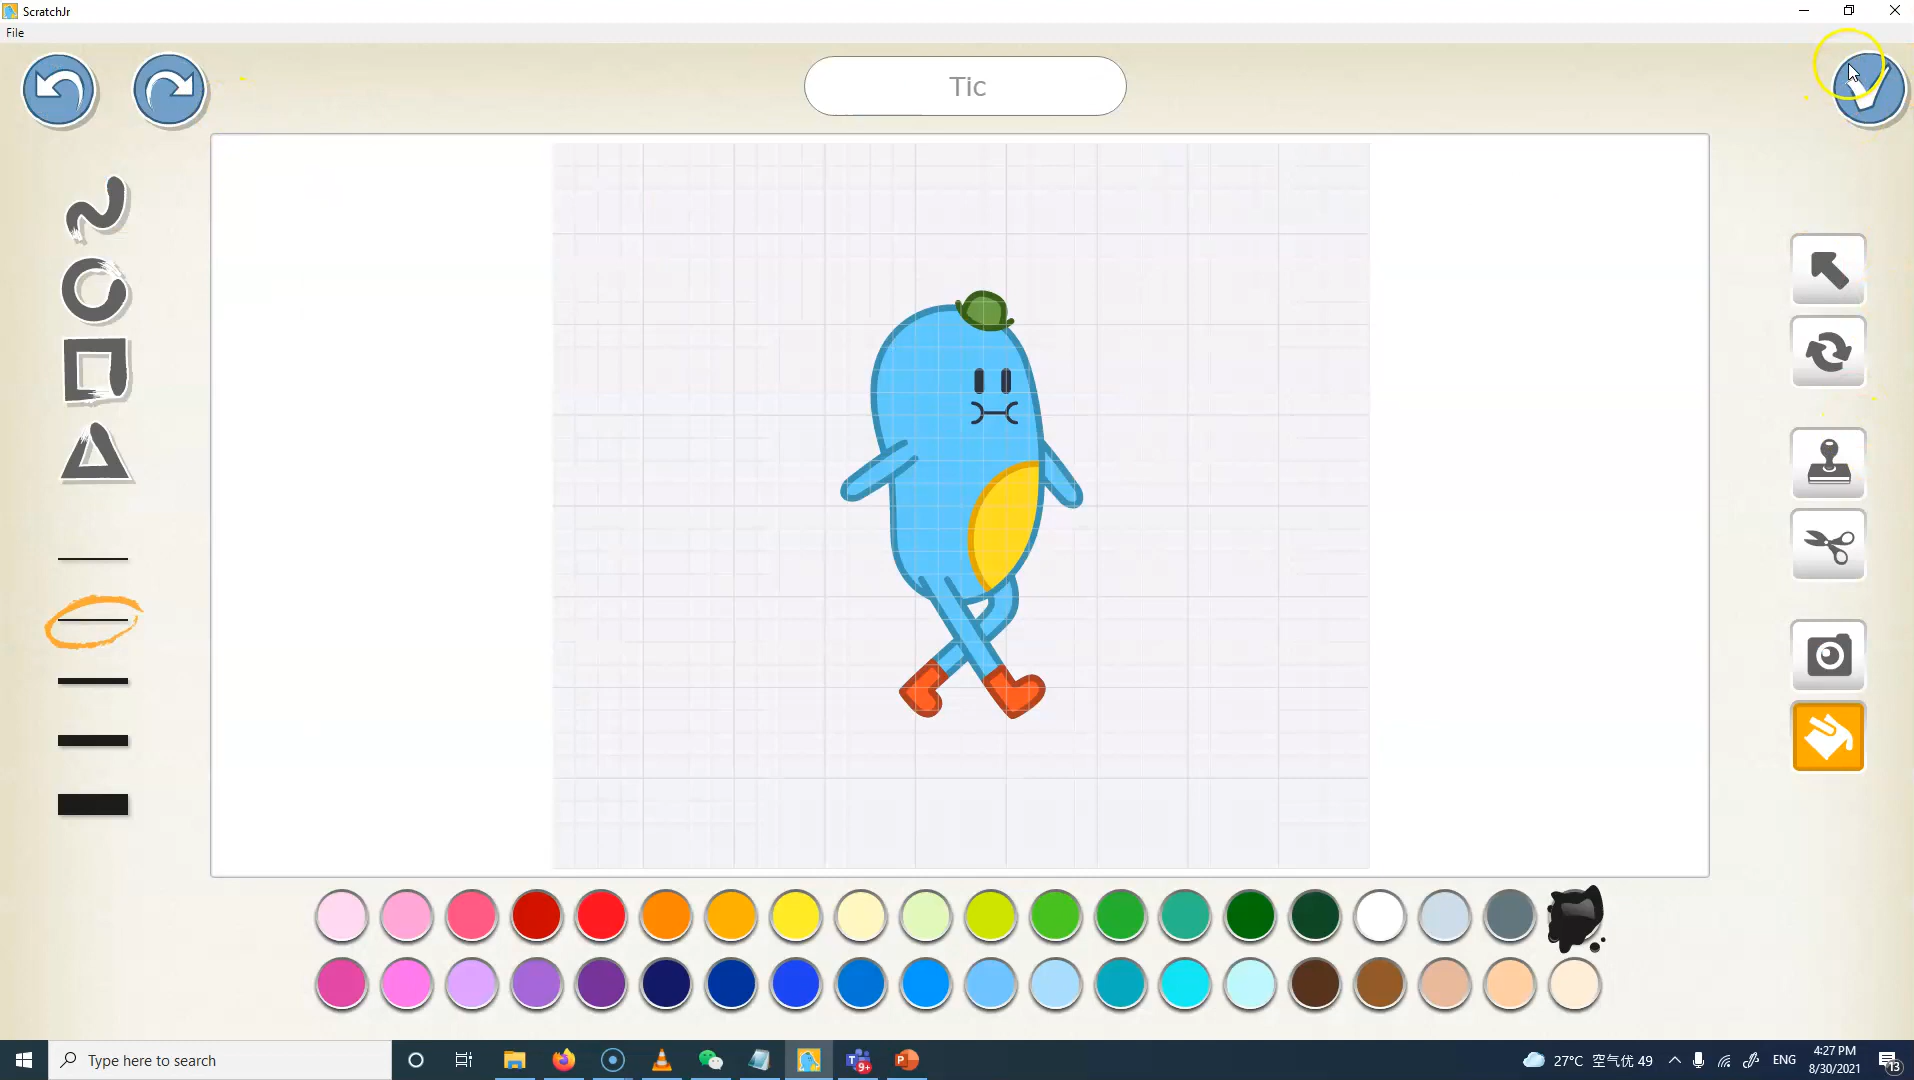 ScratchJr
File
Tic
Type here to search
9+
27°C 空气优 49
ENG
4:27 PM
8/30/2021
13